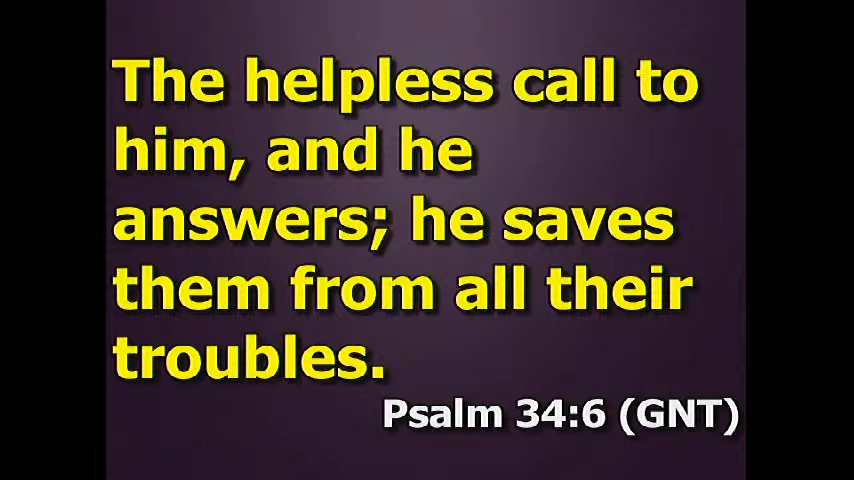 The helpless call to
him, and he
answers; he saves
them from all their
troubles.
Psalm 34:6 (GNT)